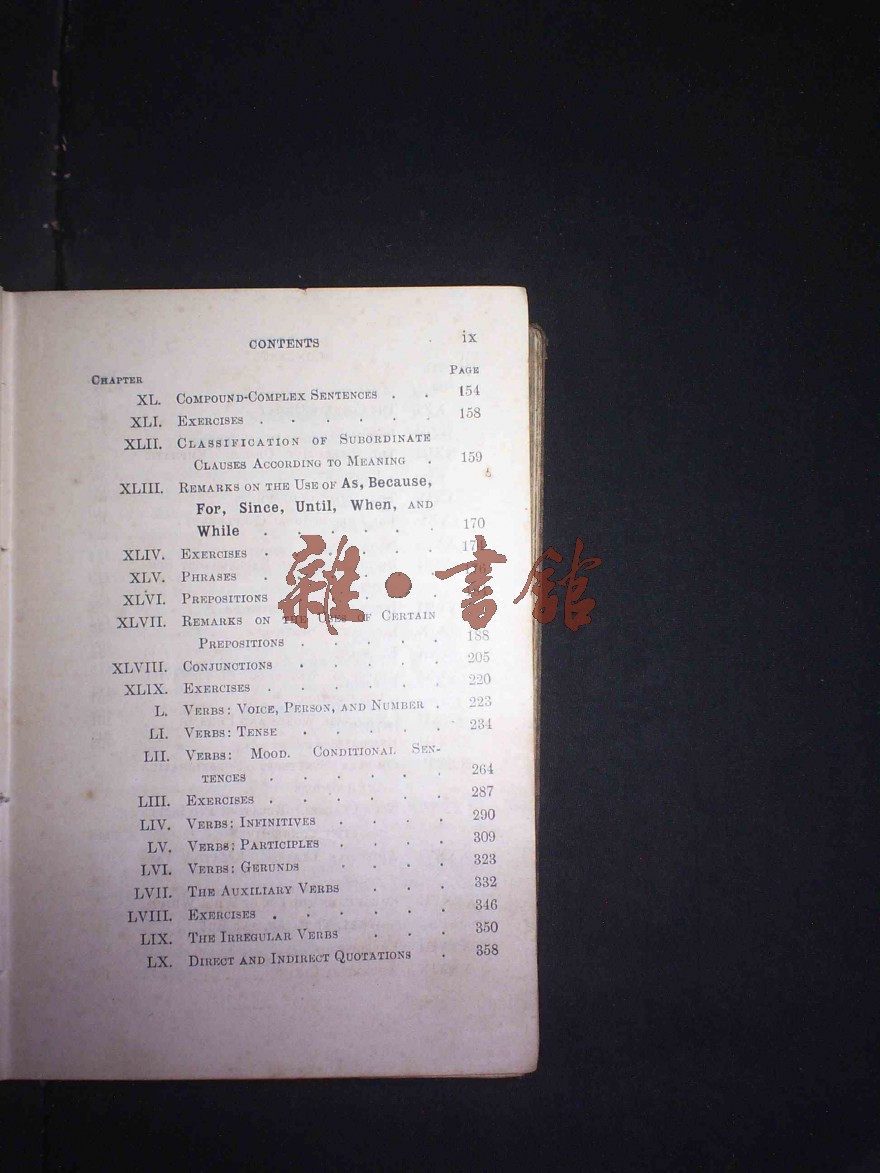 CONTENTS ix
CHAPTER PAGE
XL. COMPOUND-COMPLEX SENTENCES . . 154
XLI. EXERCISES . . . . . . 158
XLII. CLASSIFICATION OF SUBORDINATE
CLAUSES ACCORDING TO MEANING . 159
XLIII. REMARKS ON THE USE OF As, Because,
For, Since, Until, When, AND
While . . . . . . 170
XLIV. EXERCISES . . . . . .
XLV. PHRASES . . . . . .
XLVI. PREPOSITIONS . . . . .
XLVII. REMARKS ON THE USES OF CERTAIN
PREPOSITIONS . . . . . 188
XLVIII. CONJUNCTIONS . . . . . 205
XLIX. EXERCISES . . . . . . 220
L. VERBS: VOICE, PERSON, AND NUMBER . 223
LI. VERBS: TENSE . . . . . 234
LII. VERBS: MOOD. CONDITIONAL SEN-
TENCES . . . . . . 264
LIII. EXERCISES . . . . . . 287
LIV. VERBS: INFINITIVES . . . . 290
LV. VERBS: PARTICIPLES . . . . 309
LVI. VERBS: GERUNDS . . . . 323
LVII. THE AUXILIARY VERBS . . . 332
LVIII. EXERCISES . . . . . . 346
LIX. THE IRREGULAR VERBS . . . 350
LX. DIRECT AND INDIRECT QUOTATIONS . 358
雜·書館